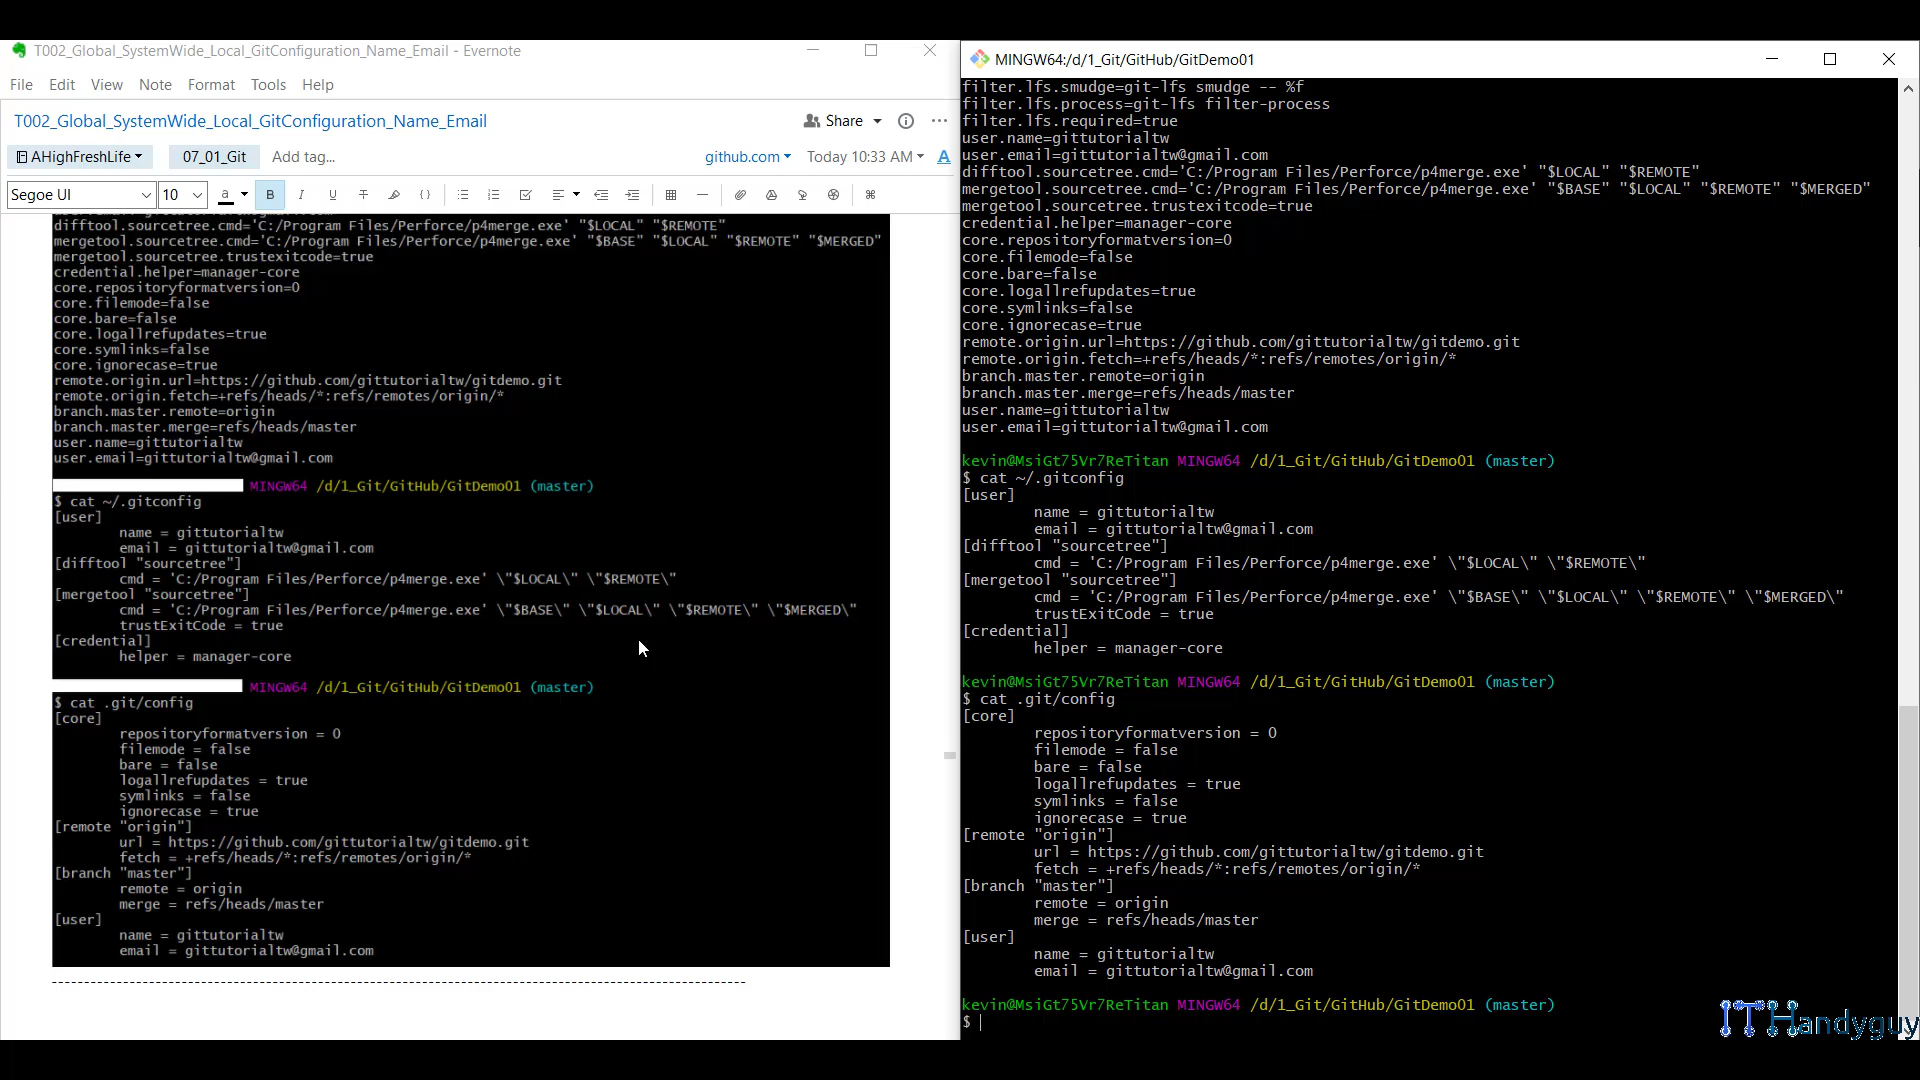 T002_Global_SystemWide_Local_GitConfiguration_Name_Email - Evernote
File Edit View Note Format Tools Help
T002_Global_SystemWide_Local_GitConfiguration_Name_Email
Share
AHighFreshLife 07_01_Git Add tag... github.com Today 10:33 AM A
Segoe UI 10 a B I U T
difftool.sourcetree.cmd='C:/Program Files/Perforce/p4merge.exe' "$LOCAL" "$REMOTE"
mergetool.sourcetree.cmd='C:/Program Files/Perforce/p4merge.exe' "$BASE" "$LOCAL" "$REMOTE" "$MERGED"
mergetool.sourcetree.trustexitcode=true
credential.helper=manager-core
core.repositoryformatversion=0
core.filemode=false
core.bare=false
core.logallrefupdates=true
core.symlinks=false
core.ignorecase=true
remote.origin.url=https://github.com/gittutorialtw/gitdemo.git
remote.origin.fetch=+refs/heads/*:refs/remotes/origin/*
branch.master.remote=origin
branch.master.merge=refs/heads/master
user.name=gittutorialtw
user.email=gittutorialtw@gmail.com
MINGW64 /d/1_Git/GitHub/GitDemo01 (master)
$ cat ~/.gitconfig
[user]
name = gittutorialtw
email = gittutorialtw@gmail.com
[difftool "sourcetree"]
cmd = 'C:/Program Files/Perforce/p4merge.exe' \"$LOCAL\" \"$REMOTE\"
[mergetool "sourcetree"]
cmd = 'C:/Program Files/Perforce/p4merge.exe' \"$BASE\" \"$LOCAL\" \"$REMOTE\" \"$MERGED\"
trustExitCode = true
[credential]
helper = manager-core
MINGW64 /d/1_Git/GitHub/GitDemo01 (master)
$ cat .git/config
[core]
repositoryformatversion = 0
filemode = false
bare = false
logallrefupdates = true
symlinks = false
ignorecase = true
[remote "origin"]
url = https://github.com/gittutorialtw/gitdemo.git
fetch = +refs/heads/*:refs/remotes/origin/*
[branch "master"]
remote = origin
merge = refs/heads/master
[user]
name = gittutorialtw
email = gittutorialtw@gmail.com
MINGW64:/d/1_Git/GitHub/GitDemo01
filter.lfs.smudge=git-lfs smudge -- %f
filter.lfs.process=git-lfs filter-process
filter.lfs.required=true
user.name=gittutorialtw
user.email=gittutorialtw@gmail.com
difftool.sourcetree.cmd='C:/Program Files/Perforce/p4merge.exe' "$LOCAL" "$REMOTE"
mergetool.sourcetree.cmd='C:/Program Files/Perforce/p4merge.exe' "$BASE" "$LOCAL" "$REMOTE" "$MERGED"
mergetool.sourcetree.trustexitcode=true
credential.helper=manager-core
core.repositoryformatversion=0
core.filemode=false
core.bare=false
core.logallrefupdates=true
core.symlinks=false
core.ignorecase=true
remote.origin.url=https://github.com/gittutorialtw/gitdemo.git
remote.origin.fetch=+refs/heads/*:refs/remotes/origin/*
branch.master.remote=origin
branch.master.merge=refs/heads/master
user.name=gittutorialtw
user.email=gittutorialtw@gmail.com
kevin@MsiGt75Vr7ReTitan MINGW64 /d/1_Git/GitHub/GitDemo01 (master)
$ cat ~/.gitconfig
[user]
name = gittutorialtw
email = gittutorialtw@gmail.com
[difftool "sourcetree"]
cmd = 'C:/Program Files/Perforce/p4merge.exe' \"$LOCAL\" \"$REMOTE\"
[mergetool "sourcetree"]
cmd = 'C:/Program Files/Perforce/p4merge.exe' \"$BASE\" \"$LOCAL\" \"$REMOTE\" \"$MERGED\"
trustExitCode = true
[credential]
helper = manager-core
kevin@MsiGt75Vr7ReTitan MINGW64 /d/1_Git/GitHub/GitDemo01 (master)
$ cat .git/config
[core]
repositoryformatversion = 0
filemode = false
bare = false
logallrefupdates = true
symlinks = false
ignorecase = true
[remote "origin"]
url = https://github.com/gittutorialtw/gitdemo.git
fetch = +refs/heads/*:refs/remotes/origin/*
[branch "master"]
remote = origin
merge = refs/heads/master
[user]
name = gittutorialtw
email = gittutorialtw@gmail.com
kevin@MsiGt75Vr7ReTitan MINGW64 /d/1_Git/GitHub/GitDemo01 (master)
$
ITHandyguy